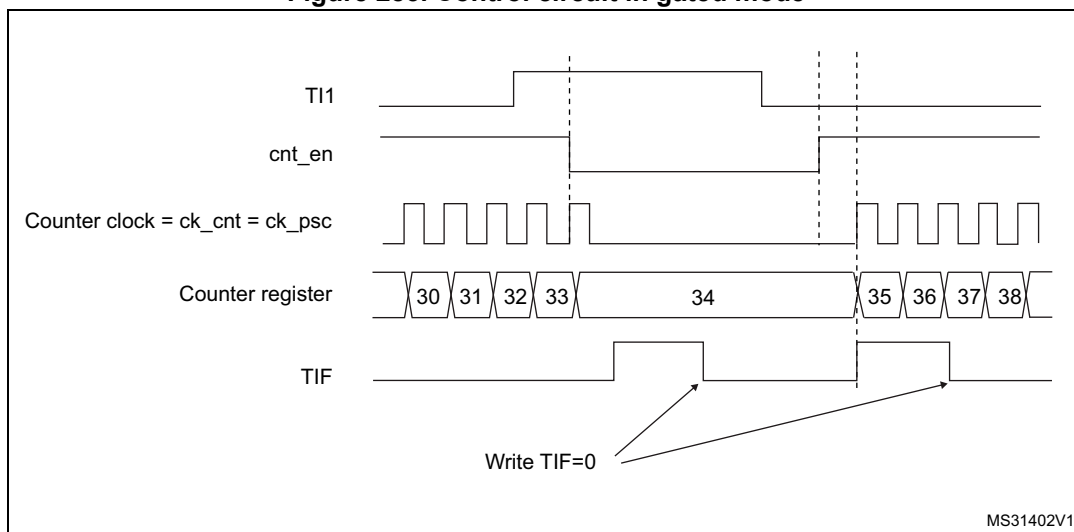 TI1
cnt_en
Counter clock = ck_cnt = ck_psc
Counter register
30 31 32 33 34 35 36 37 38
TIF
Write TIF=0
MS31402V1